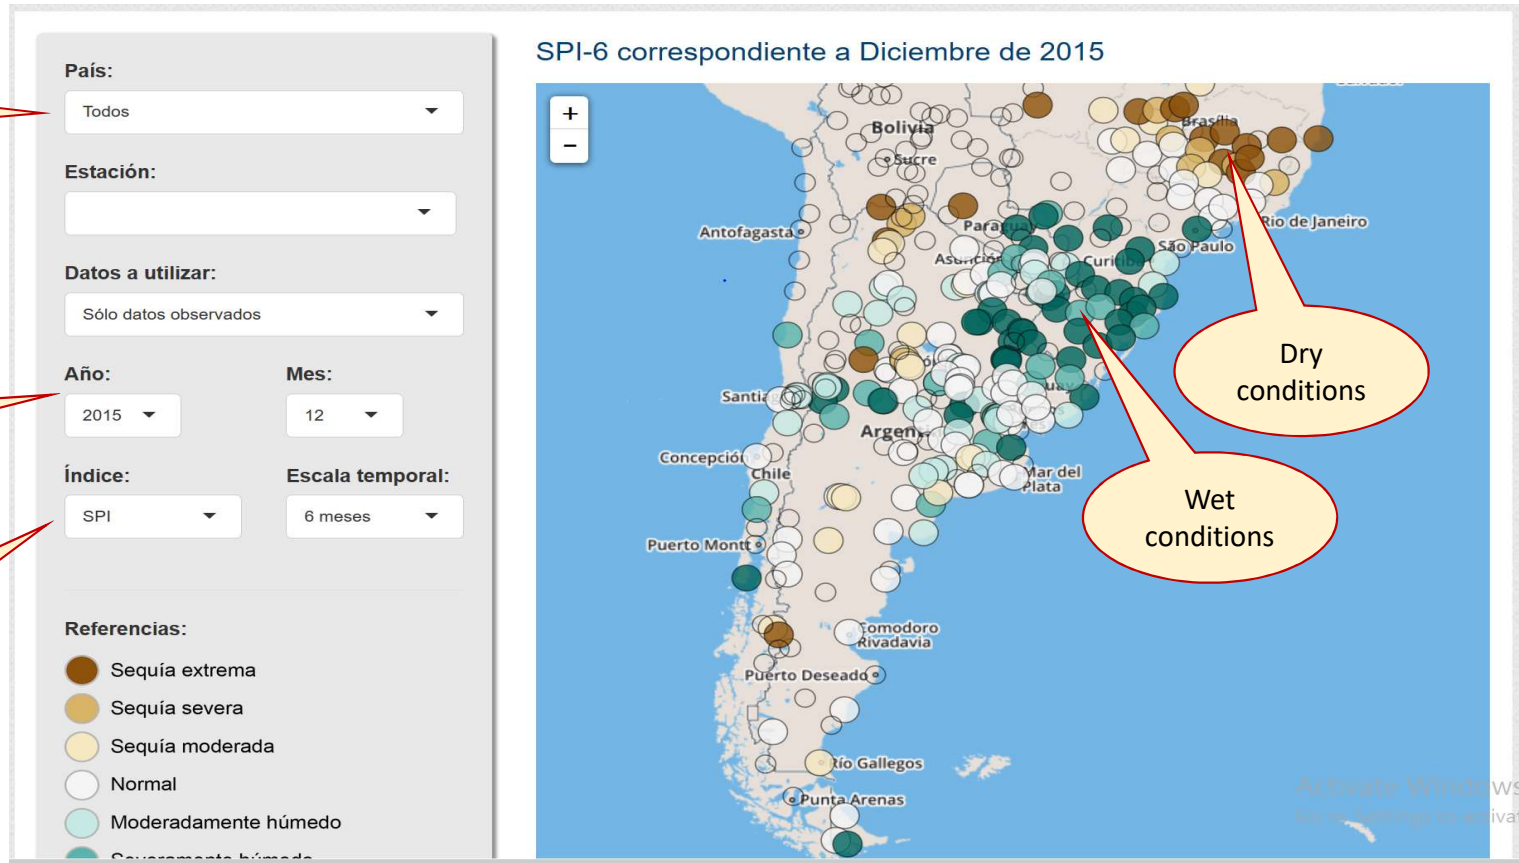 País:
Todos
Estación:
Datos a utilizar:
Sólo datos observados
Año:
Mes:
2015
12
Índice:
Escala temporal:
SPI
6 meses
Referencias:
Sequía extrema
Sequía severa
Sequía moderada
Normal
Moderadamente húmedo
SPI-6 correspondiente a Diciembre de 2015
+
−
Bolivia
Sucre
Brasília
Antofagasta
Rio de Janeiro
São Paulo
Dry
conditions
Concepción
Chile
Mar del
Plata
Wet
conditions
Puerto Montt
Comodoro
Rivadavia
Puerto Deseado
Río Gallegos
Punta Arenas